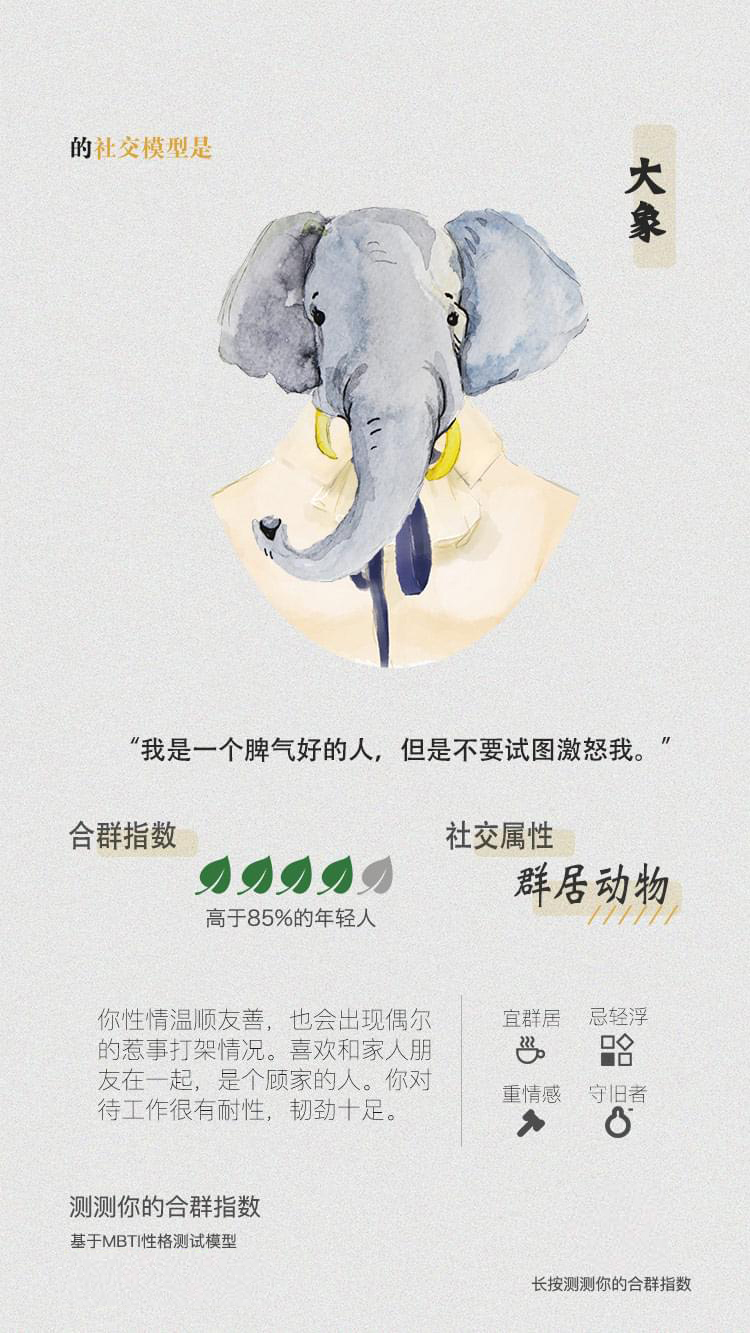 的社交模型是
大象
“我是一个脾气好的人，但是不要试图激怒我。”
合群指数
高于85%的年轻人
社交属性
群居动物
你性情温顺友善，也会出现偶尔
的惹事打架情况。喜欢和家人朋
友在一起，是个顾家的人。你对
待工作很有耐性，韧劲十足。
宜群居 忌轻浮
重情感 守旧者
测测你的合群指数
基于MBTI性格测试模型
长按测测你的合群指数